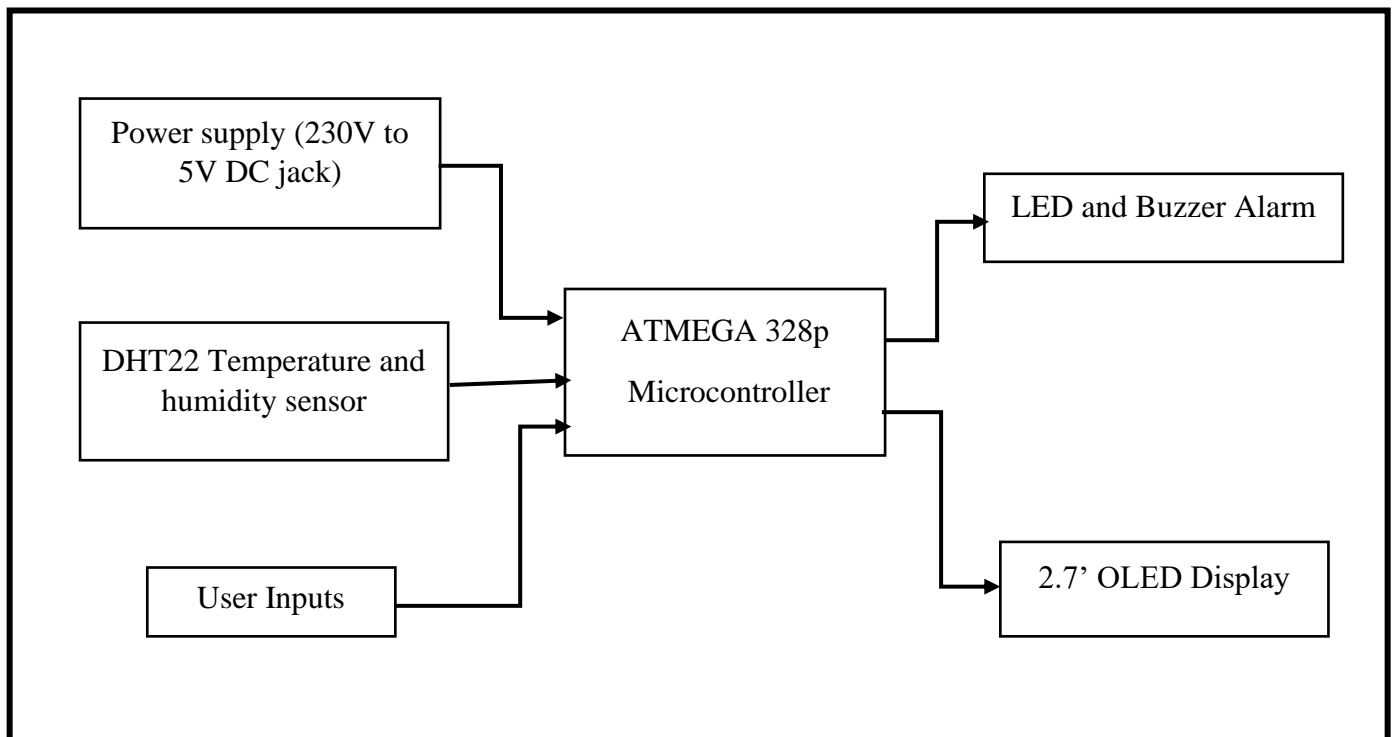 Power supply (230V to
5V DC jack)
DHT22 Temperature and
humidity sensor
User Inputs
ATMEGA 328p
Microcontroller
LED and Buzzer Alarm
2.7’ OLED Display